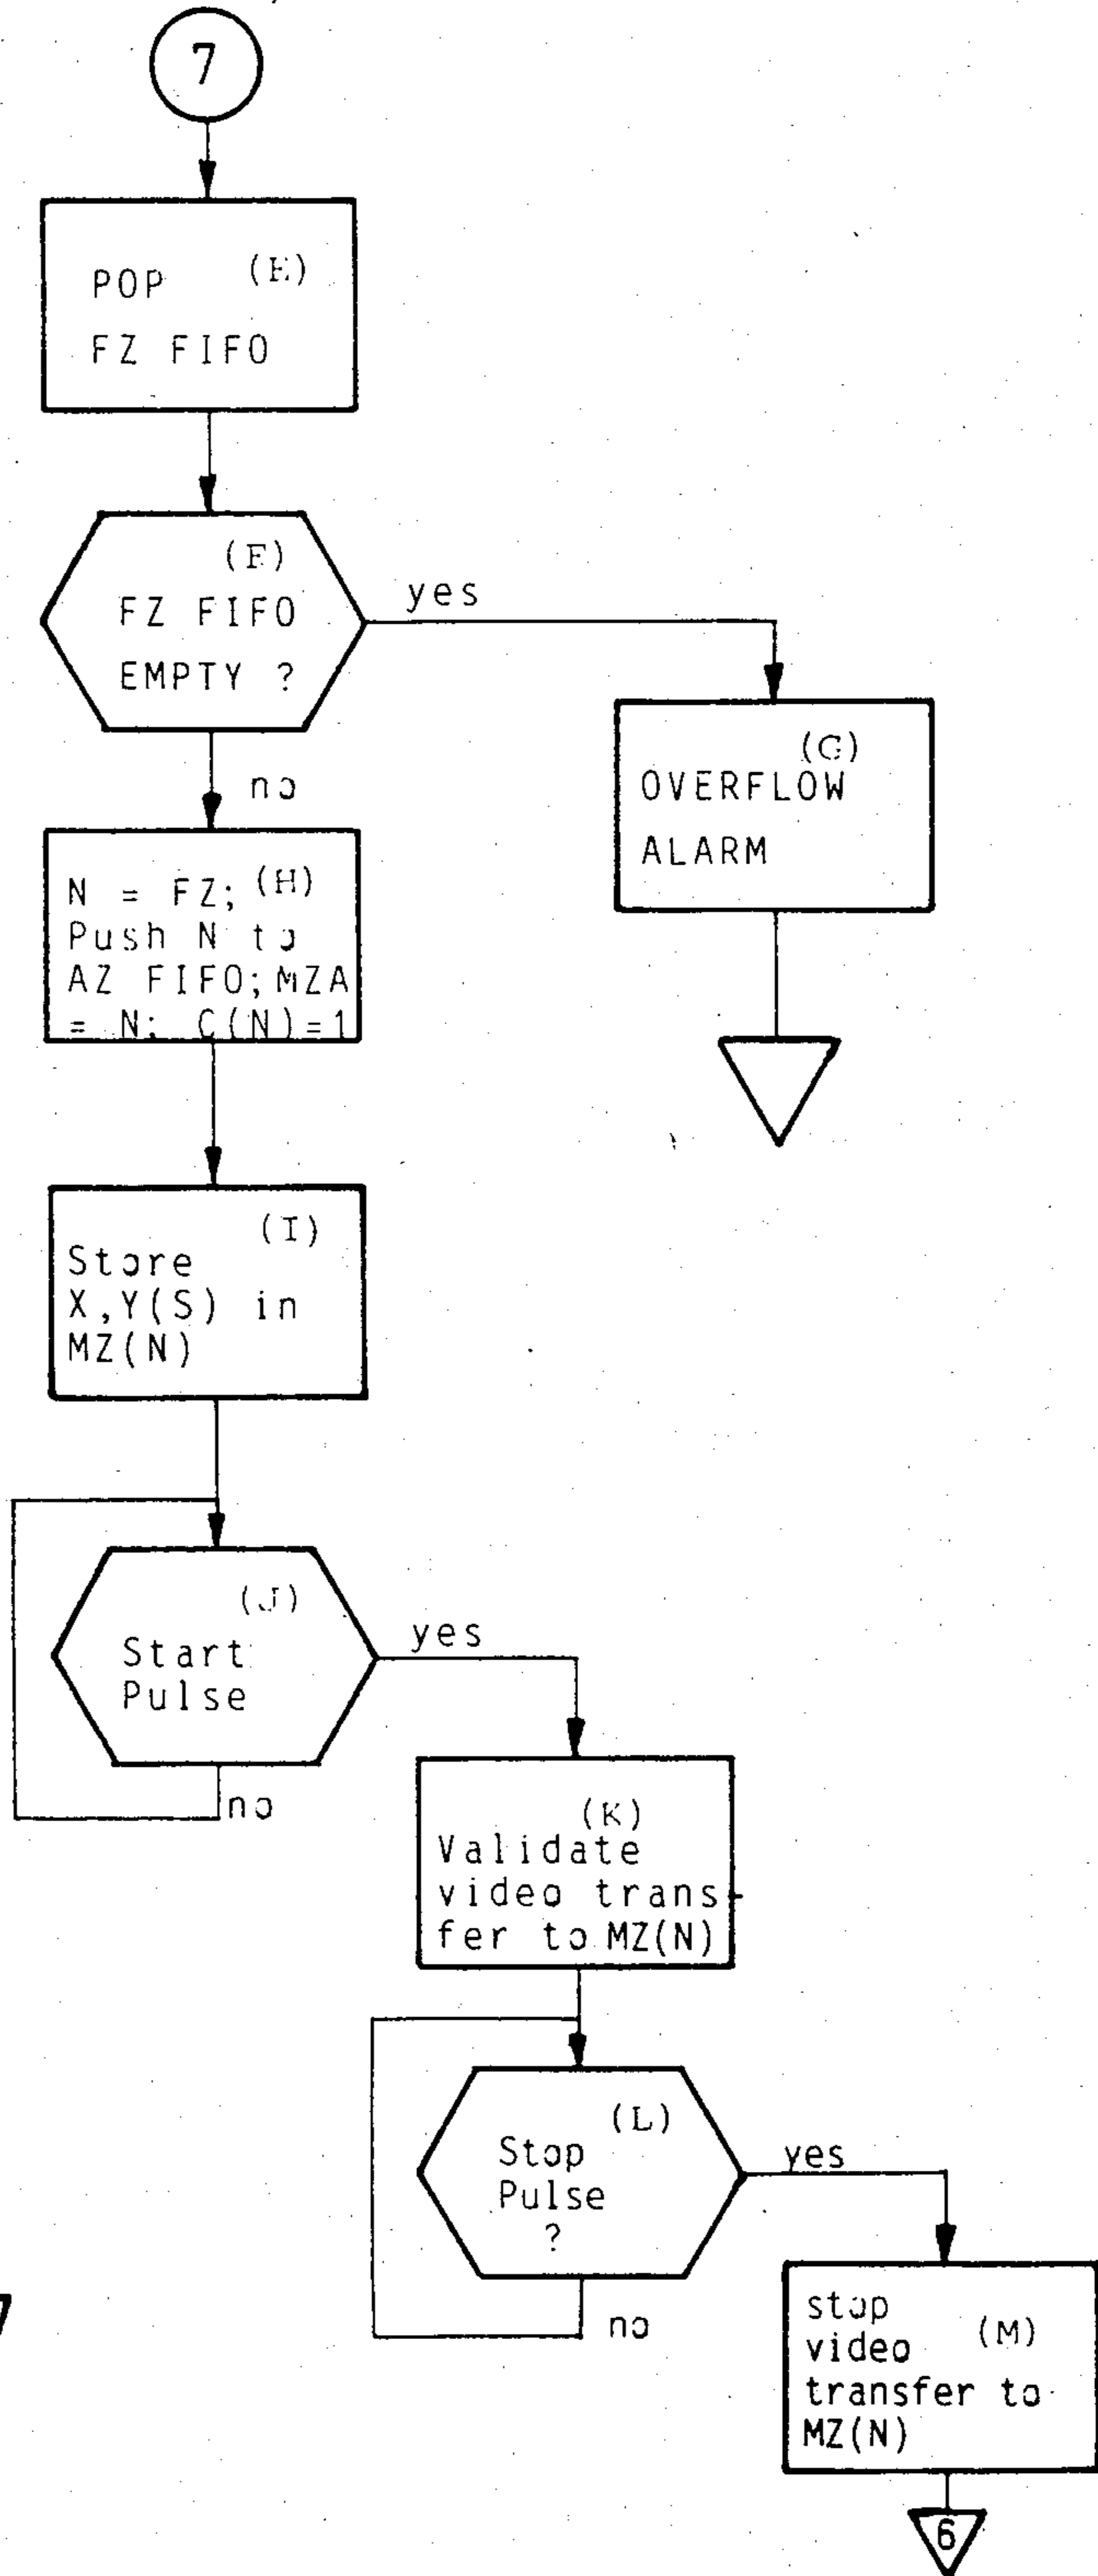 7
POP (E)
FZ FIFO
(F)
FZ FIFO
EMPTY ?
yes
no
(G)
OVERFLOW
ALARM
N = FZ; (H)
Push N to
AZ FIFO; MZA
= N; C(N)=1
(I)
Store
X,Y(S) in
MZ(N)
(J)
Start
Pulse
yes
no
(K)
Validate
video trans-
fer to MZ(N)
(L)
Stop
Pulse
?
yes
no
stop
video (M)
transfer to
MZ(N)
6